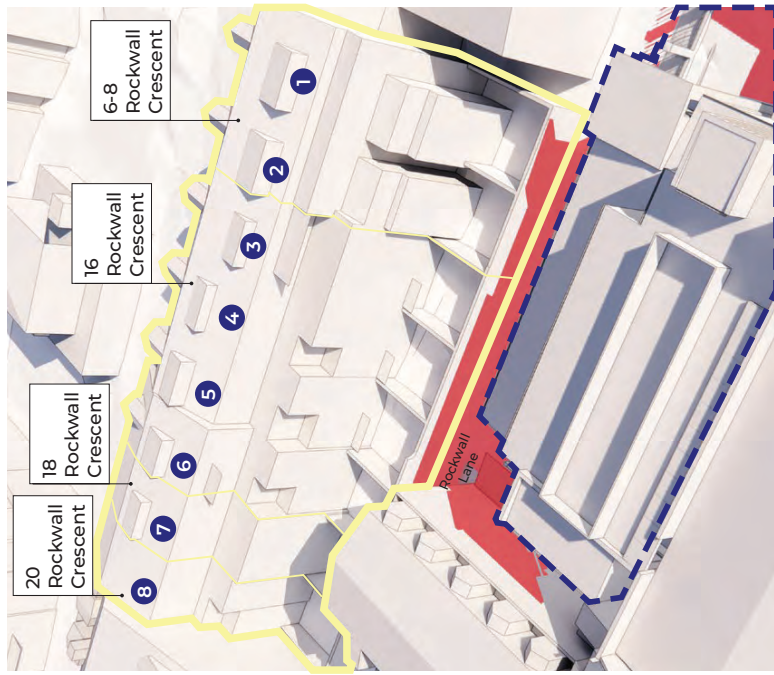 20
Rockwall
Crescent
18
Rockwall
Crescent
16
Rockwall
Crescent
6-8
Rockwall
Crescent
8
7
6
5
4
3
2
1
Rockwall
Lane